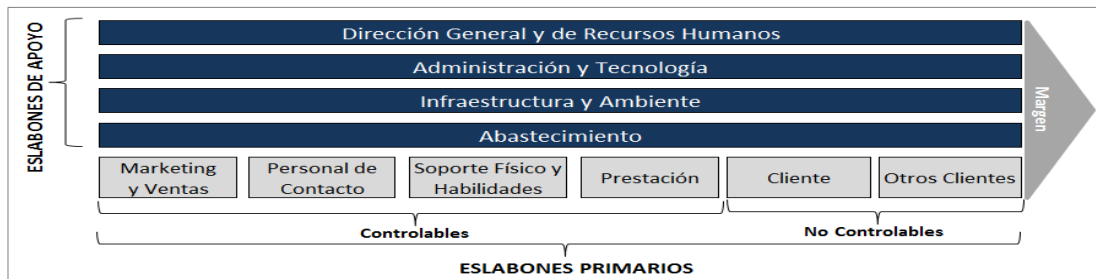 ESLABONES DE APOYO
Dirección General y de Recursos Humanos
Administración y Tecnología
Infraestructura y Ambiente
Abastecimiento
Margen
Marketing
y Ventas
Personal de
Contacto
Soporte Físico y
Habilidades
Prestación
Cliente
Otros Clientes
Controlables
No Controlables
ESLABONES PRIMARIOS